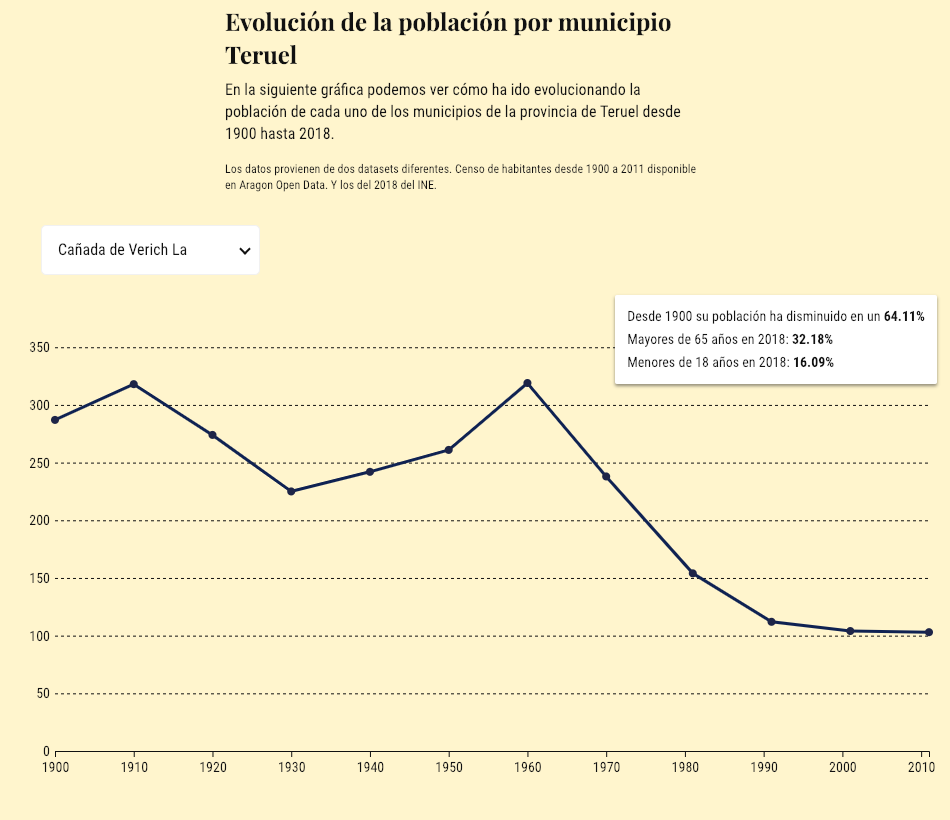 Evolución de la población por municipio
Teruel
En la siguiente gráfica podemos ver cómo ha ido evolucionando la
población de cada uno de los municipios de la provincia de Teruel desde
1900 hasta 2018.
Los datos provienen de dos datasets diferentes. Censo de habitantes desde 1900 a 2011 disponible
en Aragon Open Data. Y los del 2018 del INE.
Cañada de Verich La
Desde 1900 su población ha disminuido en un 64.11%
Mayores de 65 años en 2018: 32.18%
Menores de 18 años en 2018: 16.09%
350
300
250
200
150
100
50
0
1900 1910 1920 1930 1940 1950 1960 1970 1980 1990 2000 2010